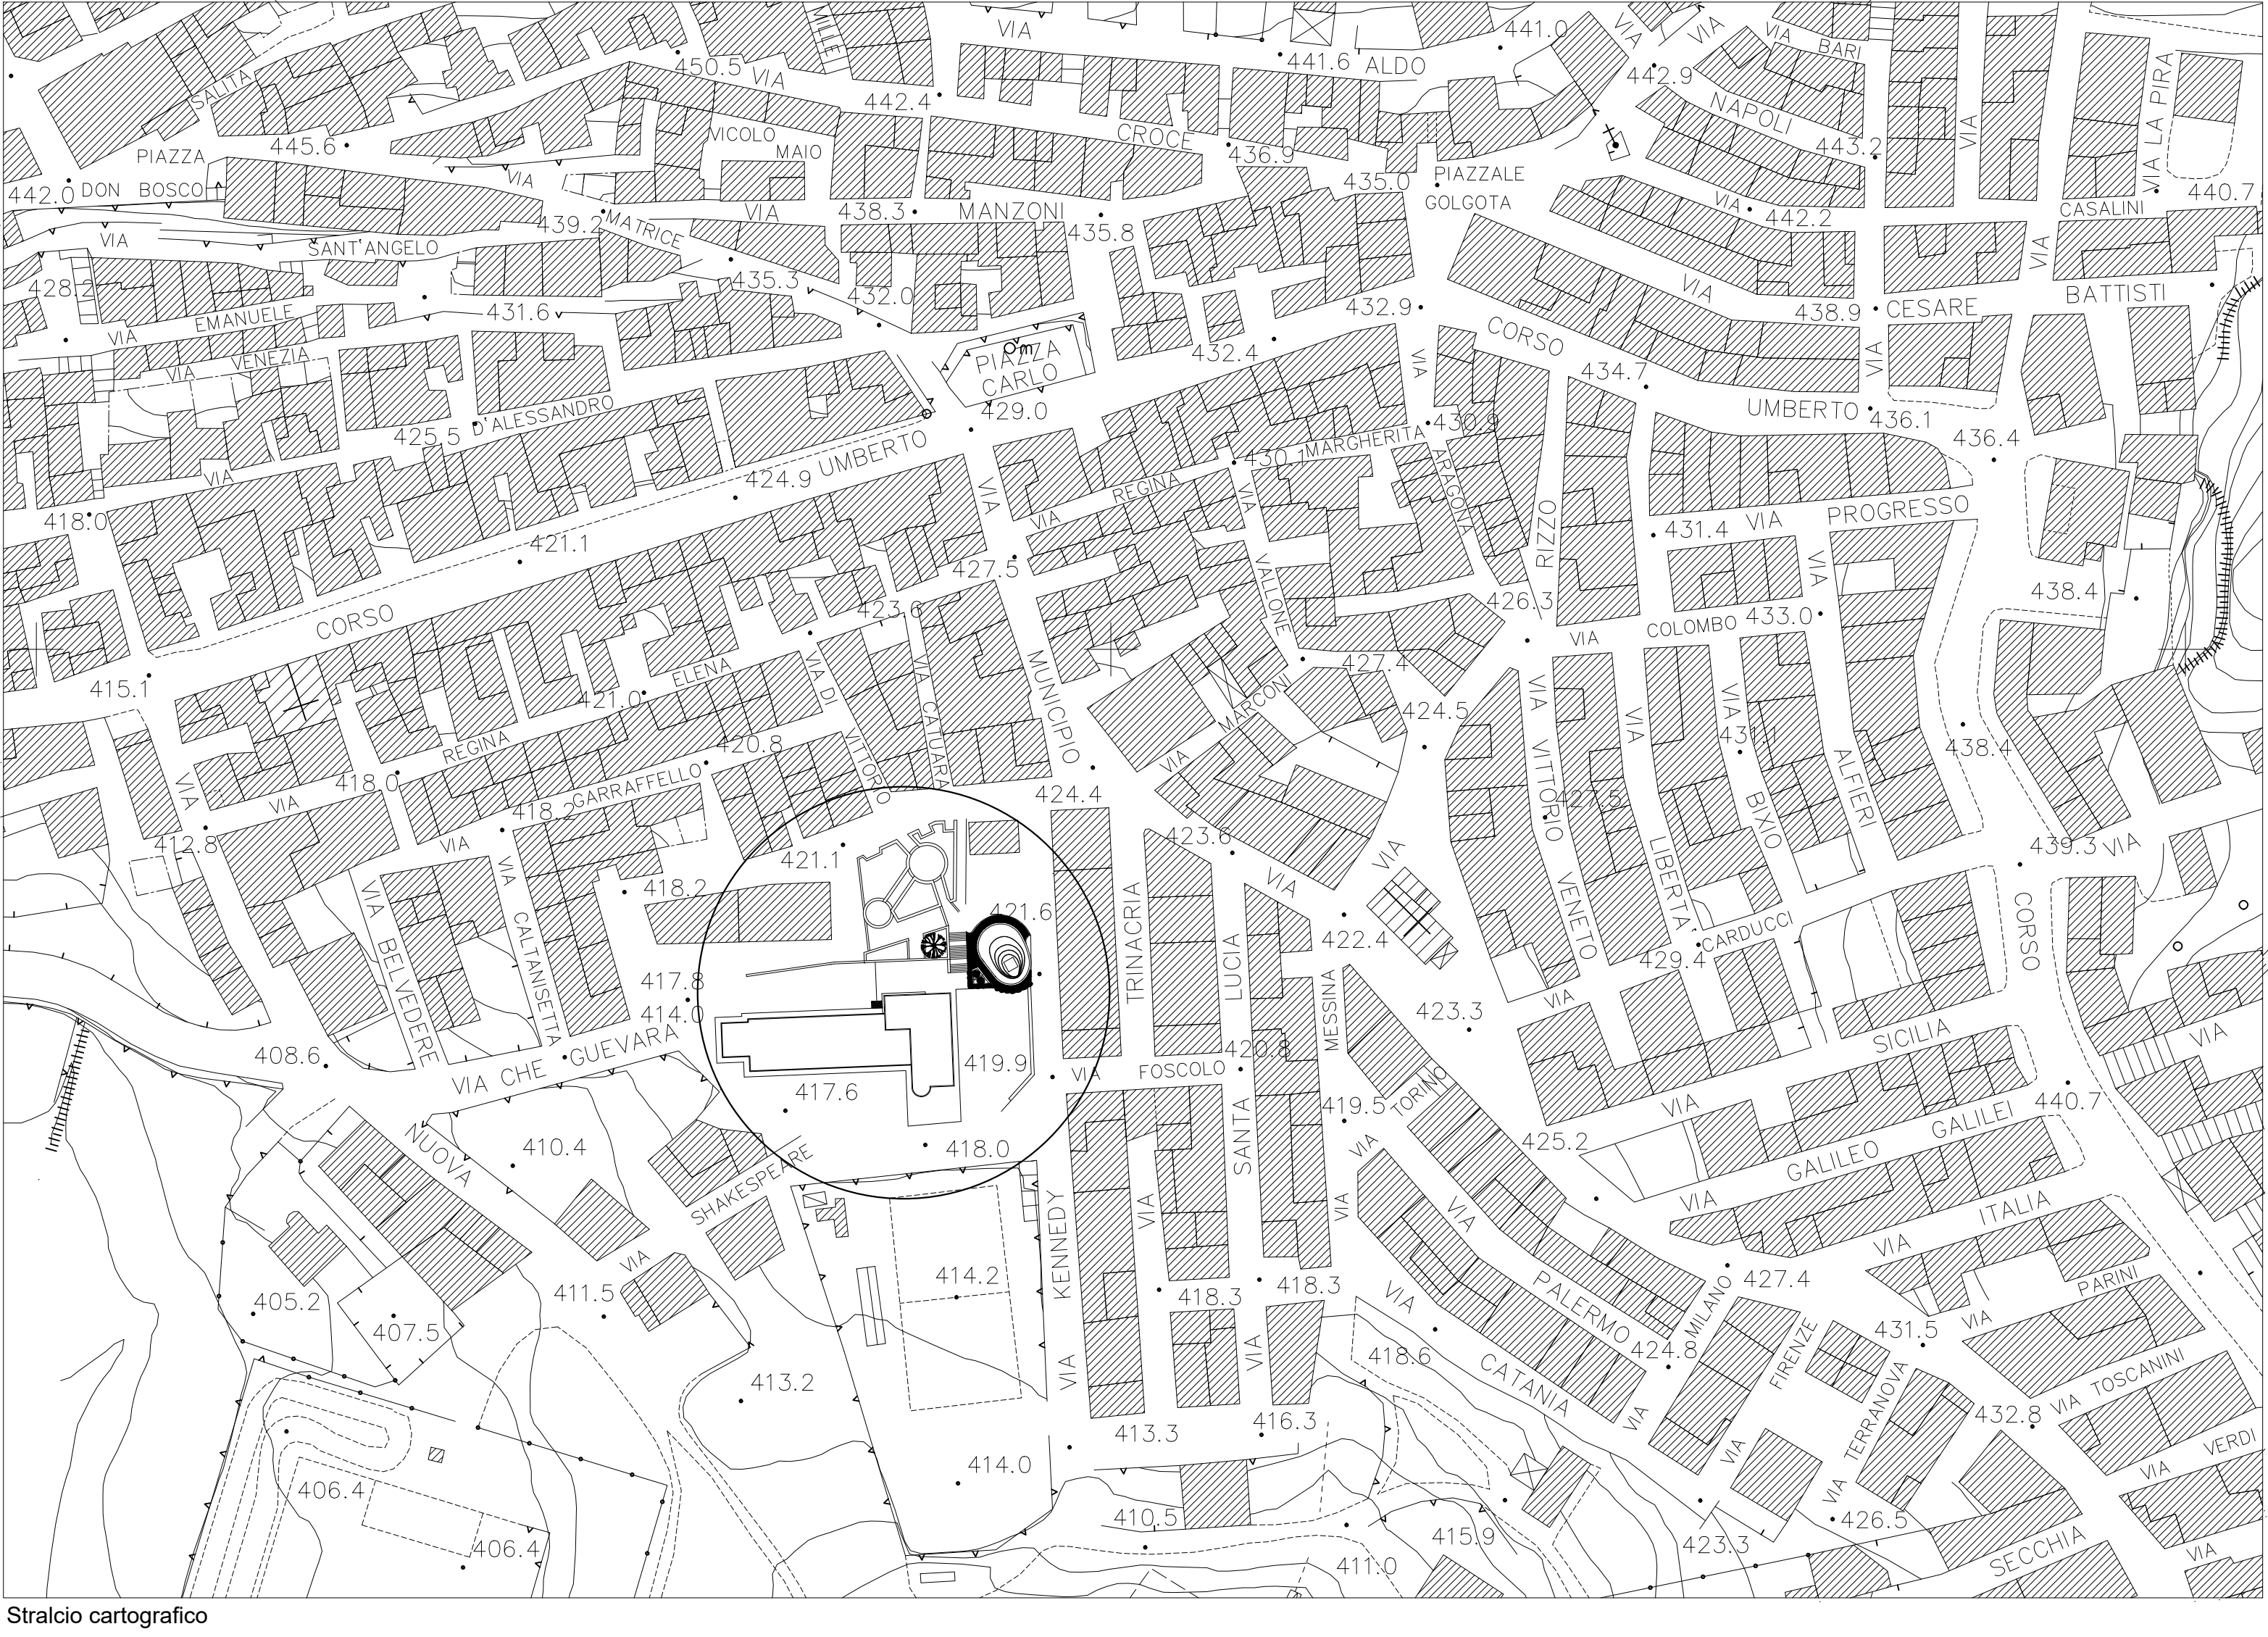 VIA
VILLE
441.0
VIA
VIA
VIA
BARI
450.5
VIA
441.6
ALDO
442.9
VIA LA PIRA
SALITA
442.4
NAPOLI
VIA
445.6
VICOLO
MAIO
CROCE
436.9
443.2
PIAZZA
DON BOSCO
442.0
VIA
435.0
PIAZZALE
GOLGOTA
440.7
439.2
MATRICE
VIA
438.3
MANZONI
435.8
VIA
442.2
CASALINI
VIA
SANT'ANGELO
VIA
428.2
435.3
432.0
432.9
VIA
438.9
CESARE
BATTISTI
VIA
EMANUELE
431.6
VIA
VENEZIA
PIAZZA
CARLO
432.4
VIA
CORSO
434.7
VIA
429.0
UMBERTO
436.1
436.4
425.5
D'ALESSANDRO
VIA
424.9
UMBERTO
430.1
MARGHERITA
430.9
ARAGONA
418.0
421.1
VIA
VIA
REGINA
VIA
431.4
VIA
PROGRESSO
RIZZO
427.5
VALLONE
426.3
VIA
438.4
CORSO
423.6
VIA
COLOMBO
433.0
415.1
421.0
ELENA
VIA DI
VITTORIO
VIA
CATUARA
MUNICIPIO
427.4
MARCONI
VIA
424.5
VIA
VITTORIO
VENETO
VIA
LIBERTA'
VIA
431.1
BIXIO
ALFIERI
438.4
VIA
REGINA
418.0
VIA
420.8
GARRAFFELLO
418.2
VIA
424.4
423.6
427.5
412.8
421.1
VIA
VIA
439.3
VIA
VIA
BELVEDERE
VIA
CALTANISETTA
418.2
421.6
TRINACRIA
LUCIA
422.4
CARDUCCI
CORSO
429.4
417.8
414.0
MESSINA
423.3
VIA
SICILIA
VIA
408.6
VIA CHE GUEVARA
417.6
419.9
VIA
FOSCOLO
420.8
TORINO
419.5
VIA
440.7
NUOVA
410.4
SHAKESPEARE
418.0
SANTA
VIA
425.2
GALILEO
GALILEI
VIA
KENNEDY
VIA
VIA
VIA
VIA
ITALIA
VIA
411.5
414.2
418.3
418.3
VIA
PALERMO
MILANO
427.4
PARINI
VIA
405.2
407.5
418.6
CATANIA
424.8
FIRENZE
431.5
VIA TOSCANINI
413.2
VIA
VIA
416.3
413.3
VIA
VIA
VIA TERRANOVA
432.8
VERDI
VIA
406.4
414.0
410.5
415.9
426.5
406.4
411.0
423.3
SECCHIA
VIA
Stralcio cartografico